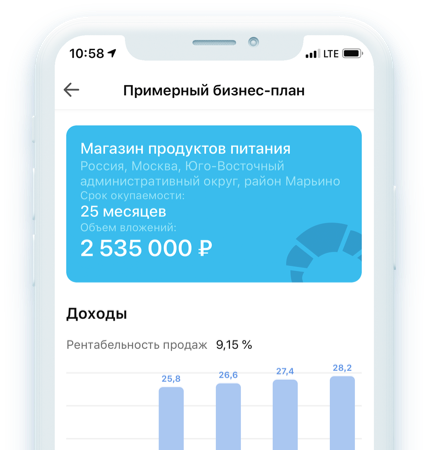 10:58 LTE
Примерный бизнес-план
Магазин продуктов питания
Россия, Москва, Юго-Восточный
административный округ, район Марьино
Срок окупаемости:
25 месяцев
Объем вложений:
2 535 000 ₽
Доходы
Рентабельность продаж 9,15 %
25,8 26,6 27,4 28,2